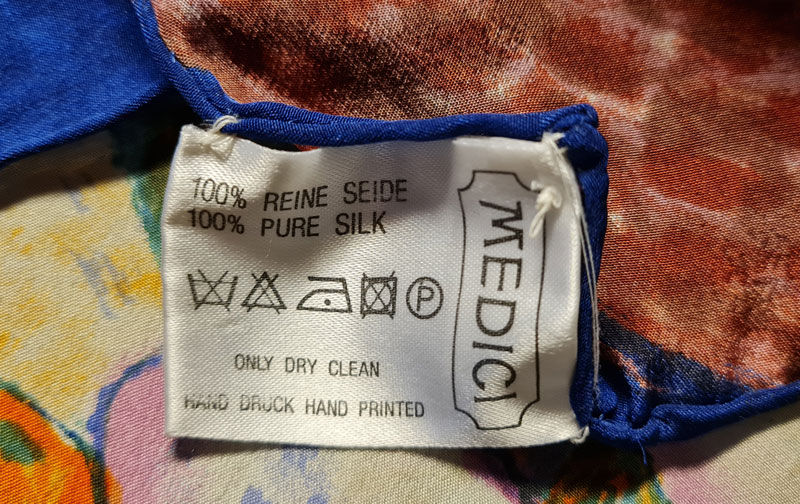 100% REINE SEIDE
100% PURE SILK
P
ONLY DRY CLEAN
HAND DRUCK HAND PRINTED
MEDICI